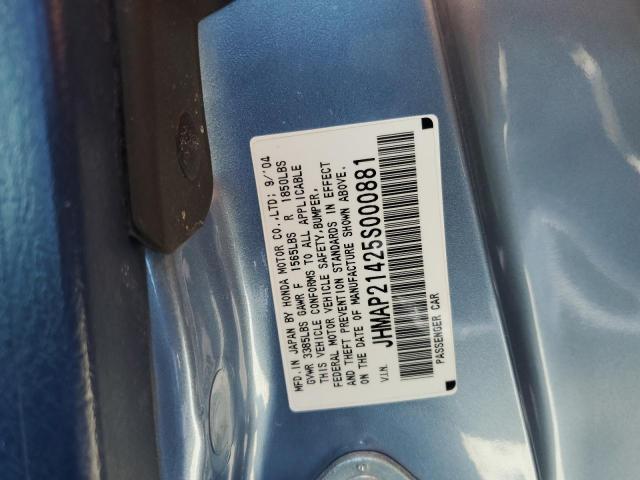 MFD.IN JAPAN BY HONDA MOTOR CO.,LTD; 9/'04
GVWR 3385LBS GAWR F 1565LBS R 1850LBS
THIS VEHICLE CONFORMS TO ALL APPLICABLE
FEDERAL MOTOR VEHICLE SAFETY,BUMPER,
AND THEFT PREVENTION STANDARDS IN EFFECT
ON THE DATE OF MANUFACTURE SHOWN ABOVE.
V.I.N. JHMAP21425S000881
PASSENGER CAR